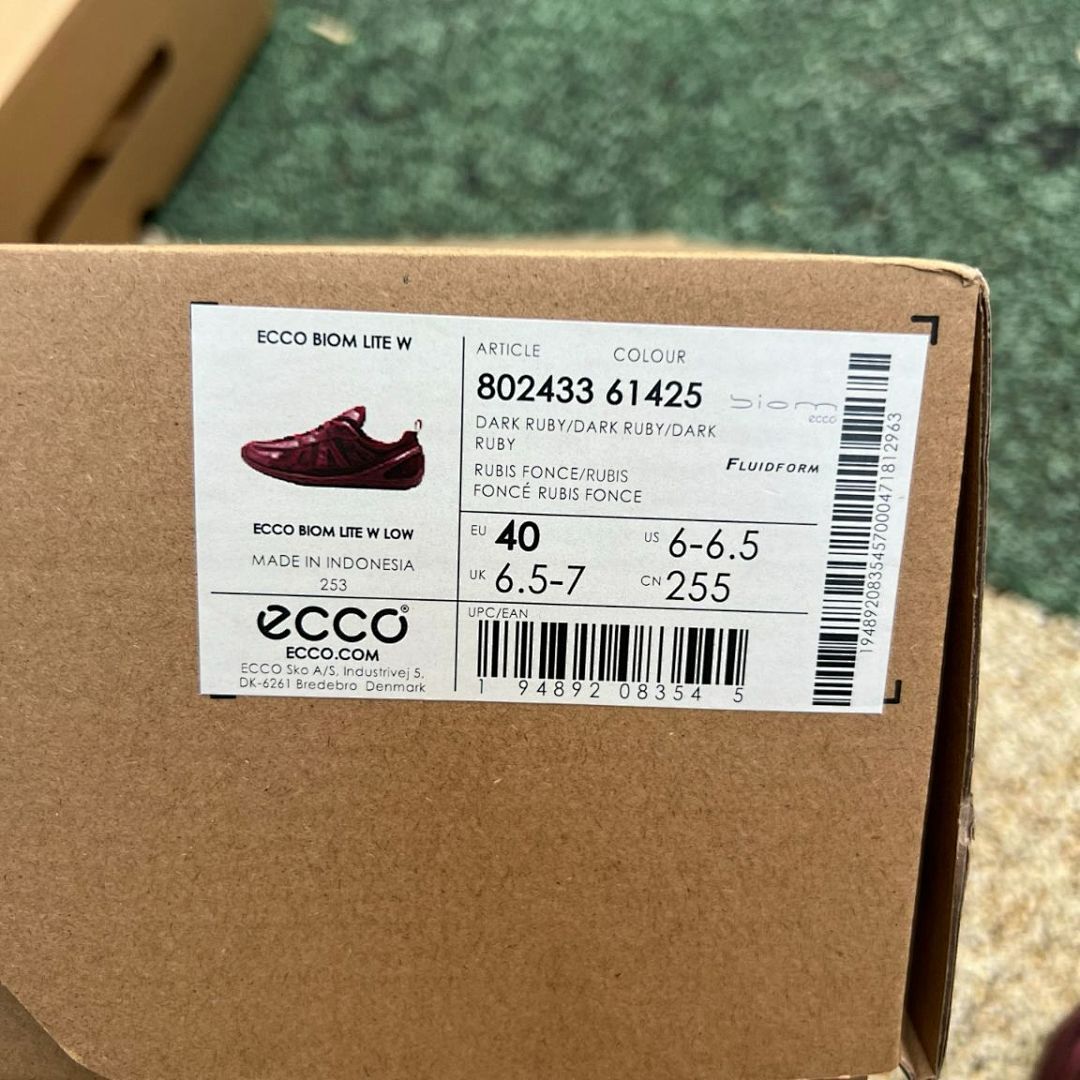 ECCO BIOM LITE W
ECCO BIOM LITE W LOW
MADE IN INDONESIA
253
ecco®
ECCO.COM
ECCO Sko A/S, Industrivej 5,
DK-6261 Bredebro Denmark
ARTICLE COLOUR
802433 61425
DARK RUBY/DARK RUBY/DARK
RUBY
RUBIS FONCE/RUBIS
FONCÉ RUBIS FONCE
biom
ecco
FLUIDFORM
EU 40 US 6-6.5
UK 6.5-7 CN 255
UPC/EAN
1 94892 08354 5
19489208354570004718​12963